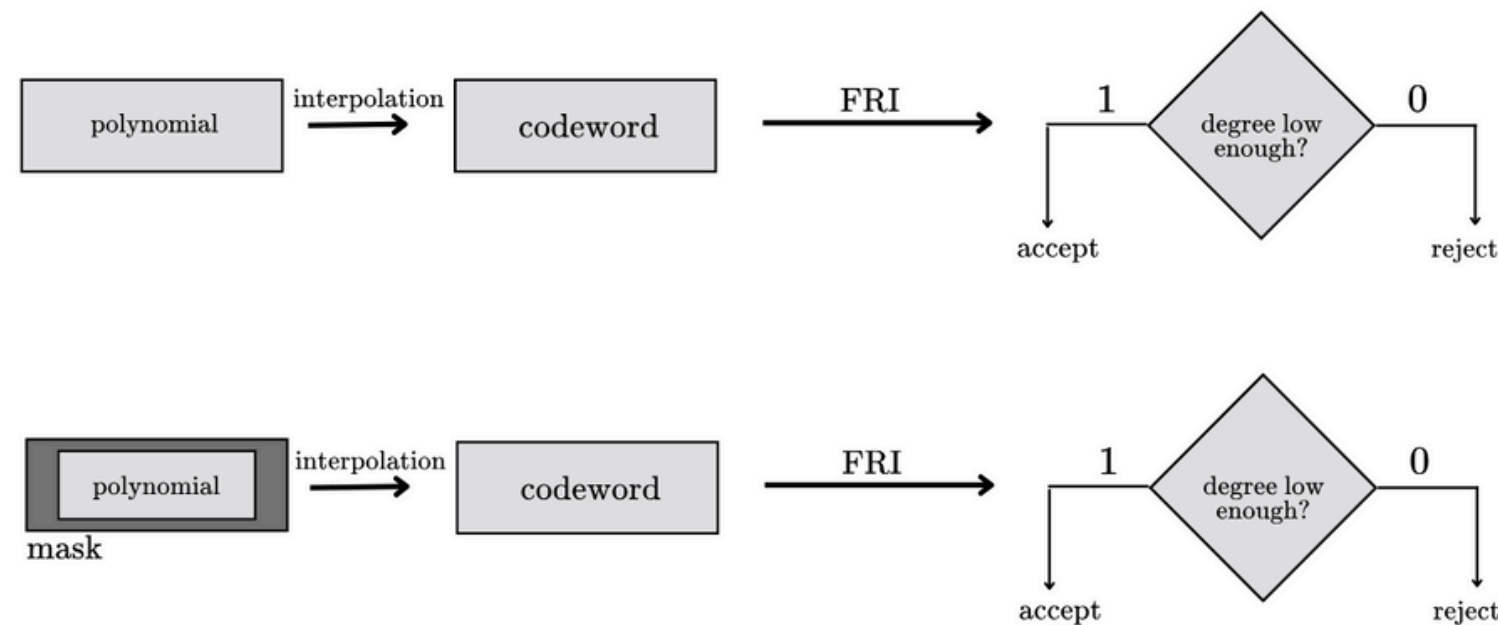 polynomial
interpolation
codeword
FRI
1
degree low
enough?
0
accept
reject
polynomial
mask
interpolation
codeword
FRI
1
degree low
enough?
0
accept
reject